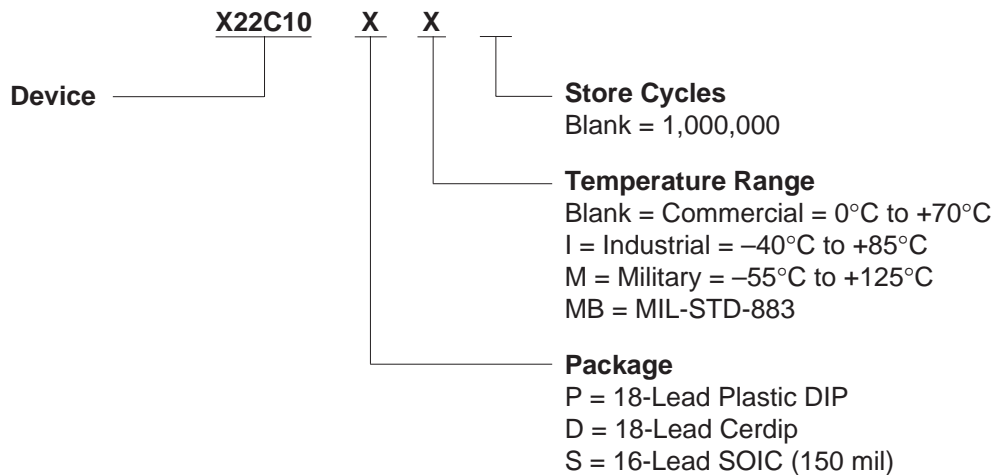 X22C10 X X
Device
Store Cycles
Blank = 1,000,000
Temperature Range
Blank = Commercial = 0°C to +70°C
I = Industrial = –40°C to +85°C
M = Military = –55°C to +125°C
MB = MIL-STD-883
Package
P = 18-Lead Plastic DIP
D = 18-Lead Cerdip
S = 16-Lead SOIC (150 mil)